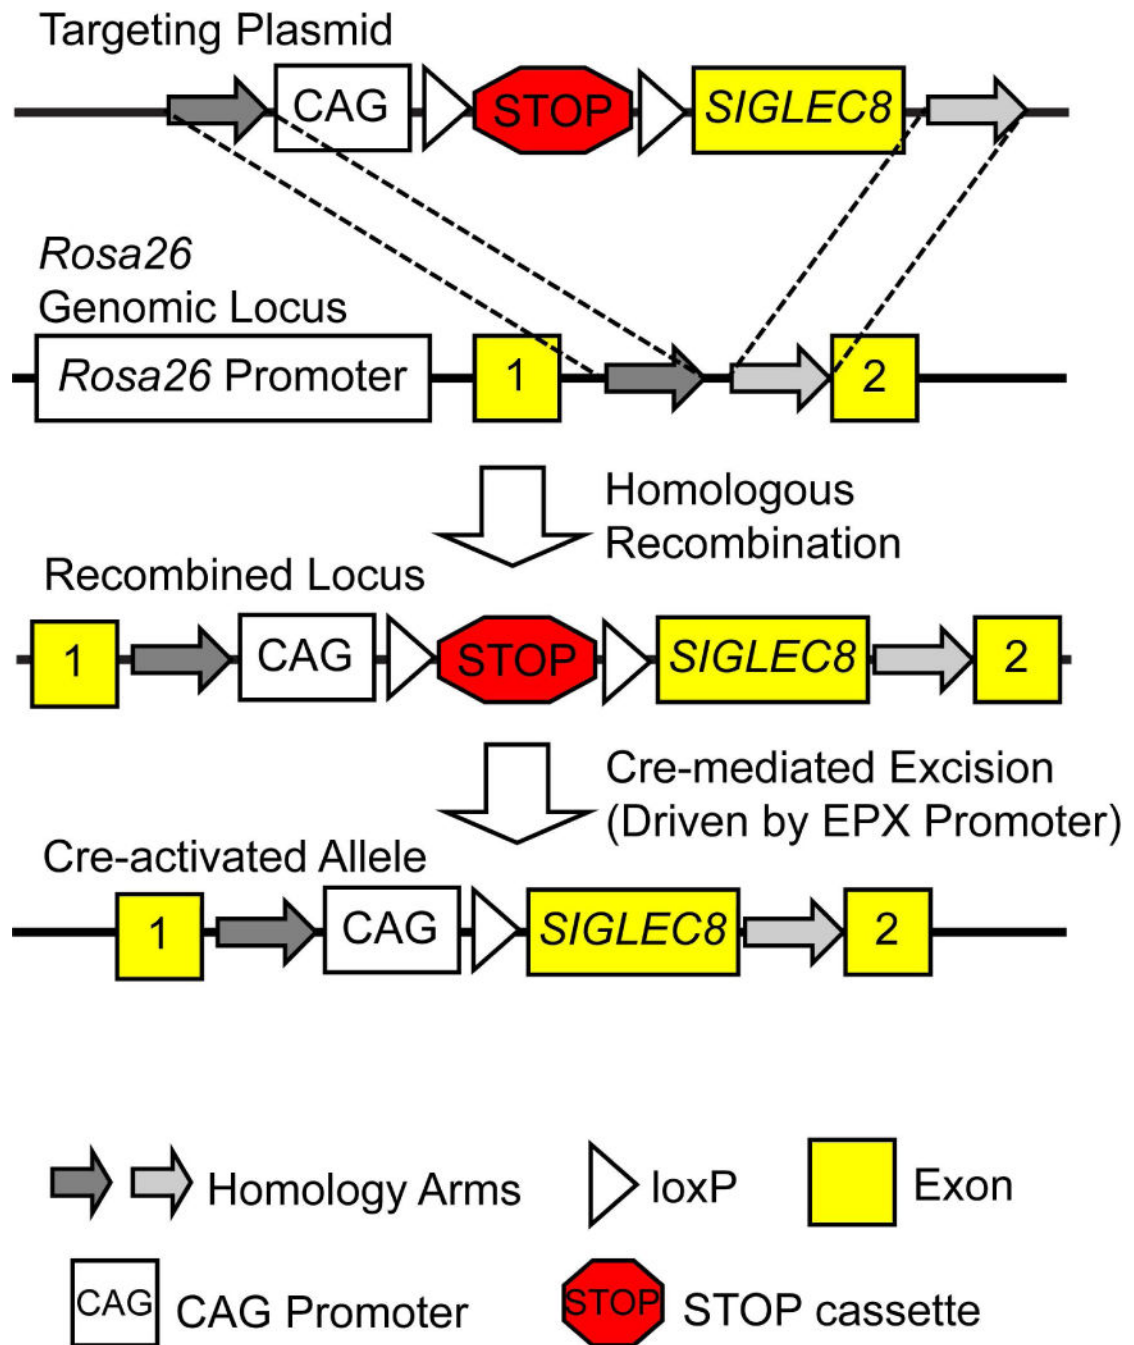 Targeting Plasmid
CAG STOP SIGLEC8
Rosa26
Genomic Locus
Rosa26 Promoter 1 2
Homologous
Recombination
Recombined Locus
1 CAG STOP SIGLEC8 2
Cre-mediated Excision
(Driven by EPX Promoter)
Cre-activated Allele
1 CAG SIGLEC8 2
Homology Arms loxP Exon
CAG CAG Promoter STOP STOP cassette